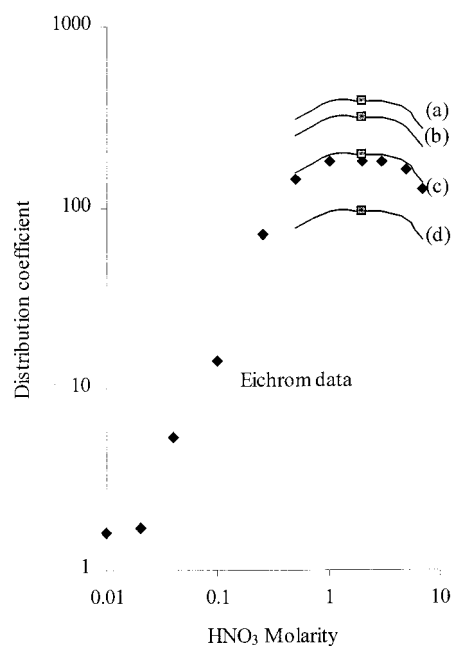 1000
(a)
(b)
(c)
100
(d)
Distribution coefficient
10
Eichrom data
1
0.01
0.1
1
10
HNO₃ Molarity